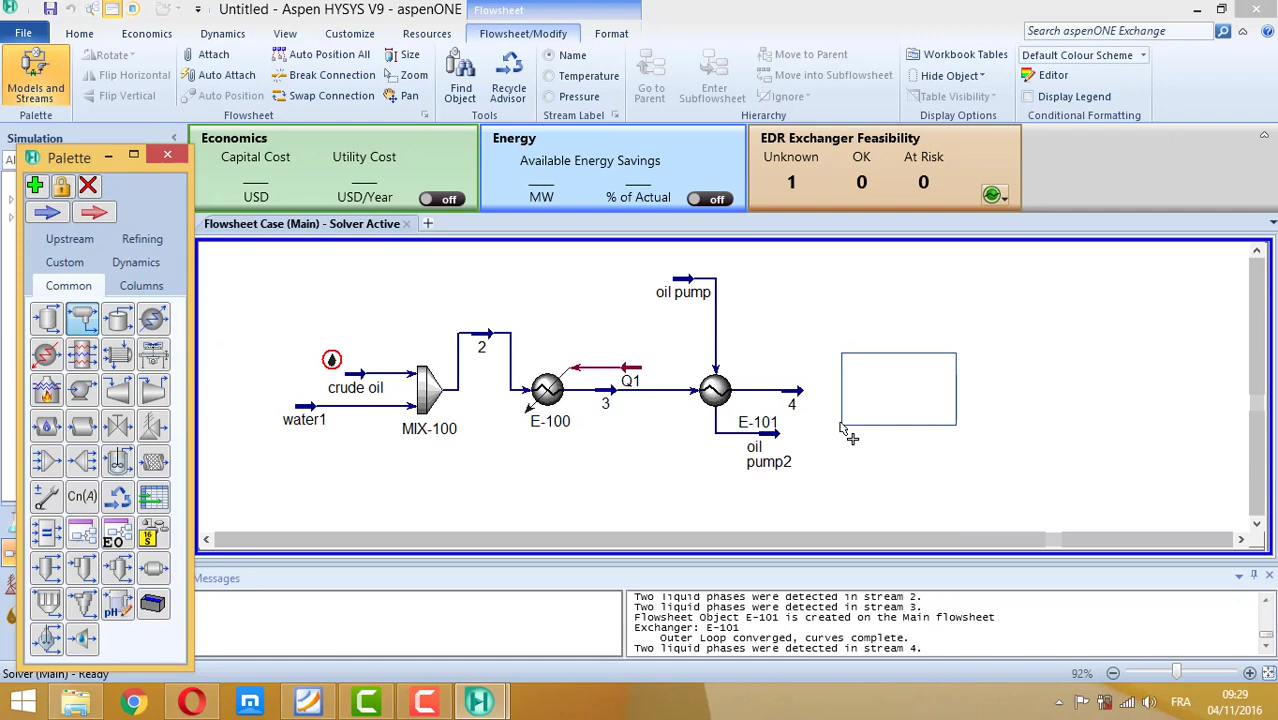 Untitled - Aspen HYSYS V9 - aspenONE
Flowsheet
File
Home
Economics
Dynamics
View
Customize
Resources
Flowsheet/Modify
Format
Search aspenONE Exchange
Models and
Streams
Palette
Rotate
Flip Horizontal
Flip Vertical
Attach
Auto Attach
Auto Position
Auto Position All
Break Connection
Swap Connection
Size
Zoom
Pan
Flowsheet
Find
Object
Recycle
Advisor
Tools
Name
Temperature
Pressure
Stream Label
Go to
Parent
Enter
Subflowsheet
Move to Parent
Move into Subflowsheet
Ignore
Hierarchy
Workbook Tables
Hide Object
Table Visibility
Display Options
Default Colour Scheme
Editor
Display Legend
Conditional Formatting
Simulation
Economics
Capital Cost
Utility Cost
USD
USD/Year
off
Energy
Available Energy Savings
MW
% of Actual
off
EDR Exchanger Feasibility
Unknown
OK
At Risk
1
0
0
Palette
Upstream
Refining
Custom
Dynamics
Common
Columns
Cn(A)
EO
16
S
pH
Flowsheet Case (Main) - Solver Active
oil pump
2
crude oil
water1
MIX-100
Q1
3
E-100
4
E-101
oil
pump2
Messages
Two liquid phases were detected in stream 2.
Two liquid phases were detected in stream 3.
Flowsheet Object E-101 is created on the Main flowsheet
Exchanger: E-101
Outer Loop converged, curves complete.
Two liquid phases were detected in stream 4.
Solver (Main) - Ready
92%
FRA
09:29
04/11/2016